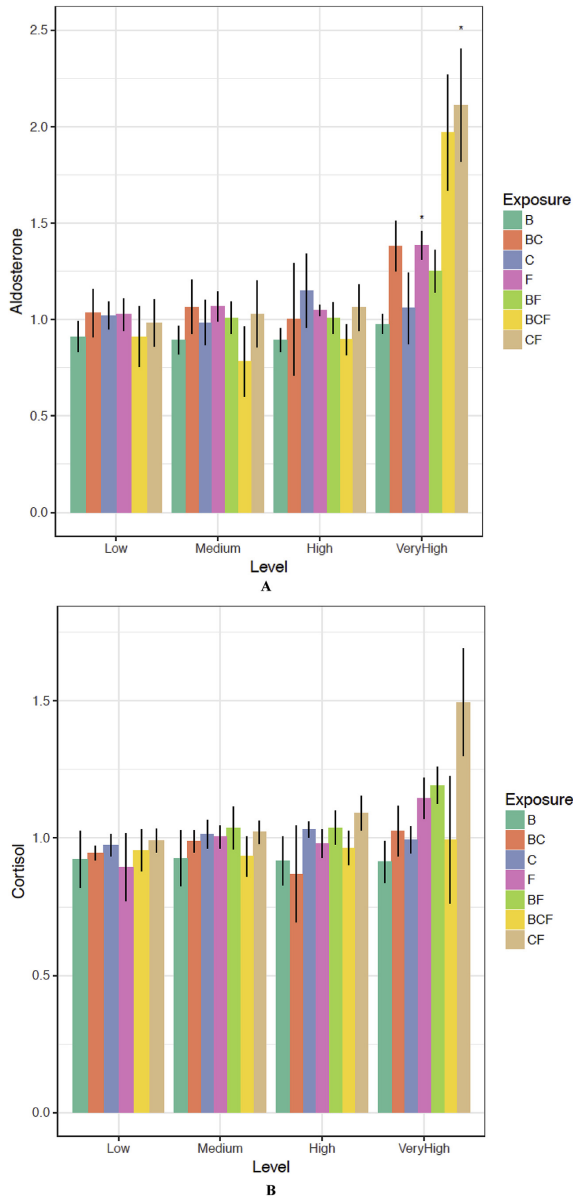 2.5
2.0
1.5
1.0
0.5
0.0
Aldosterone
*
*
Low Medium High VeryHigh
Level
Exposure
B
BC
C
F
BF
BCF
CF
A
1.5
1.0
0.5
0.0
Cortisol
Low Medium High VeryHigh
Level
Exposure
B
BC
C
F
BF
BCF
CF
B